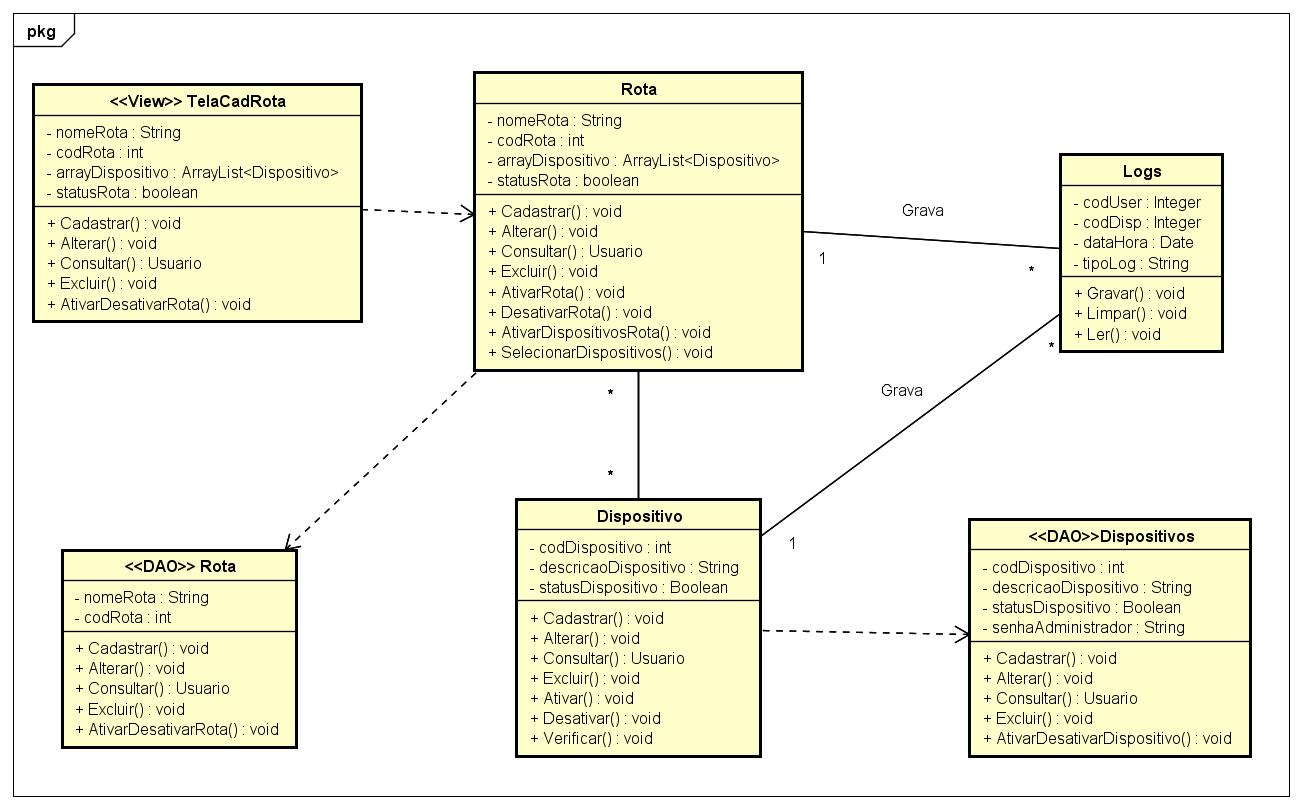 pkg
<<View>> TelaCadRota
- nomeRota : String
- codRota : int
- arrayDispositivo : ArrayList<Dispositivo>
- statusRota : boolean
+ Cadastrar() : void
+ Alterar() : void
+ Consultar() : Usuario
+ Excluir() : void
+ AtivarDesativarRota() : void
Rota
- nomeRota : String
- codRota : int
- arrayDispositivo : ArrayList<Dispositivo>
- statusRota : boolean
+ Cadastrar() : void
+ Alterar() : void
+ Consultar() : Usuario
+ Excluir() : void
+ AtivarRota() : void
+ DesativarRota() : void
+ AtivarDispositivosRota() : void
+ SelecionarDispositivos() : void
Grava
1
*
Logs
- codUser : Integer
- codDisp : Integer
- dataHora : Date
- tipoLog : String
+ Gravar() : void
+ Limpar() : void
+ Ler() : void
*
Grava
1
*
*
<<DAO>> Rota
- nomeRota : String
- codRota : int
+ Cadastrar() : void
+ Alterar() : void
+ Consultar() : Usuario
+ Excluir() : void
+ AtivarDesativarRota() : void
Dispositivo
- codDispositivo : int
- descricaoDispositivo : String
- statusDispositivo : Boolean
+ Cadastrar() : void
+ Alterar() : void
+ Consultar() : Usuario
+ Excluir() : void
+ Ativar() : void
+ Desativar() : void
+ Verificar() : void
<<DAO>>Dispositivos
- codDispositivo : int
- descricaoDispositivo : String
- statusDispositivo : Boolean
- senhaAdministrador : String
+ Cadastrar() : void
+ Alterar() : void
+ Consultar() : Usuario
+ Excluir() : void
+ AtivarDesativarDispositivo() : void